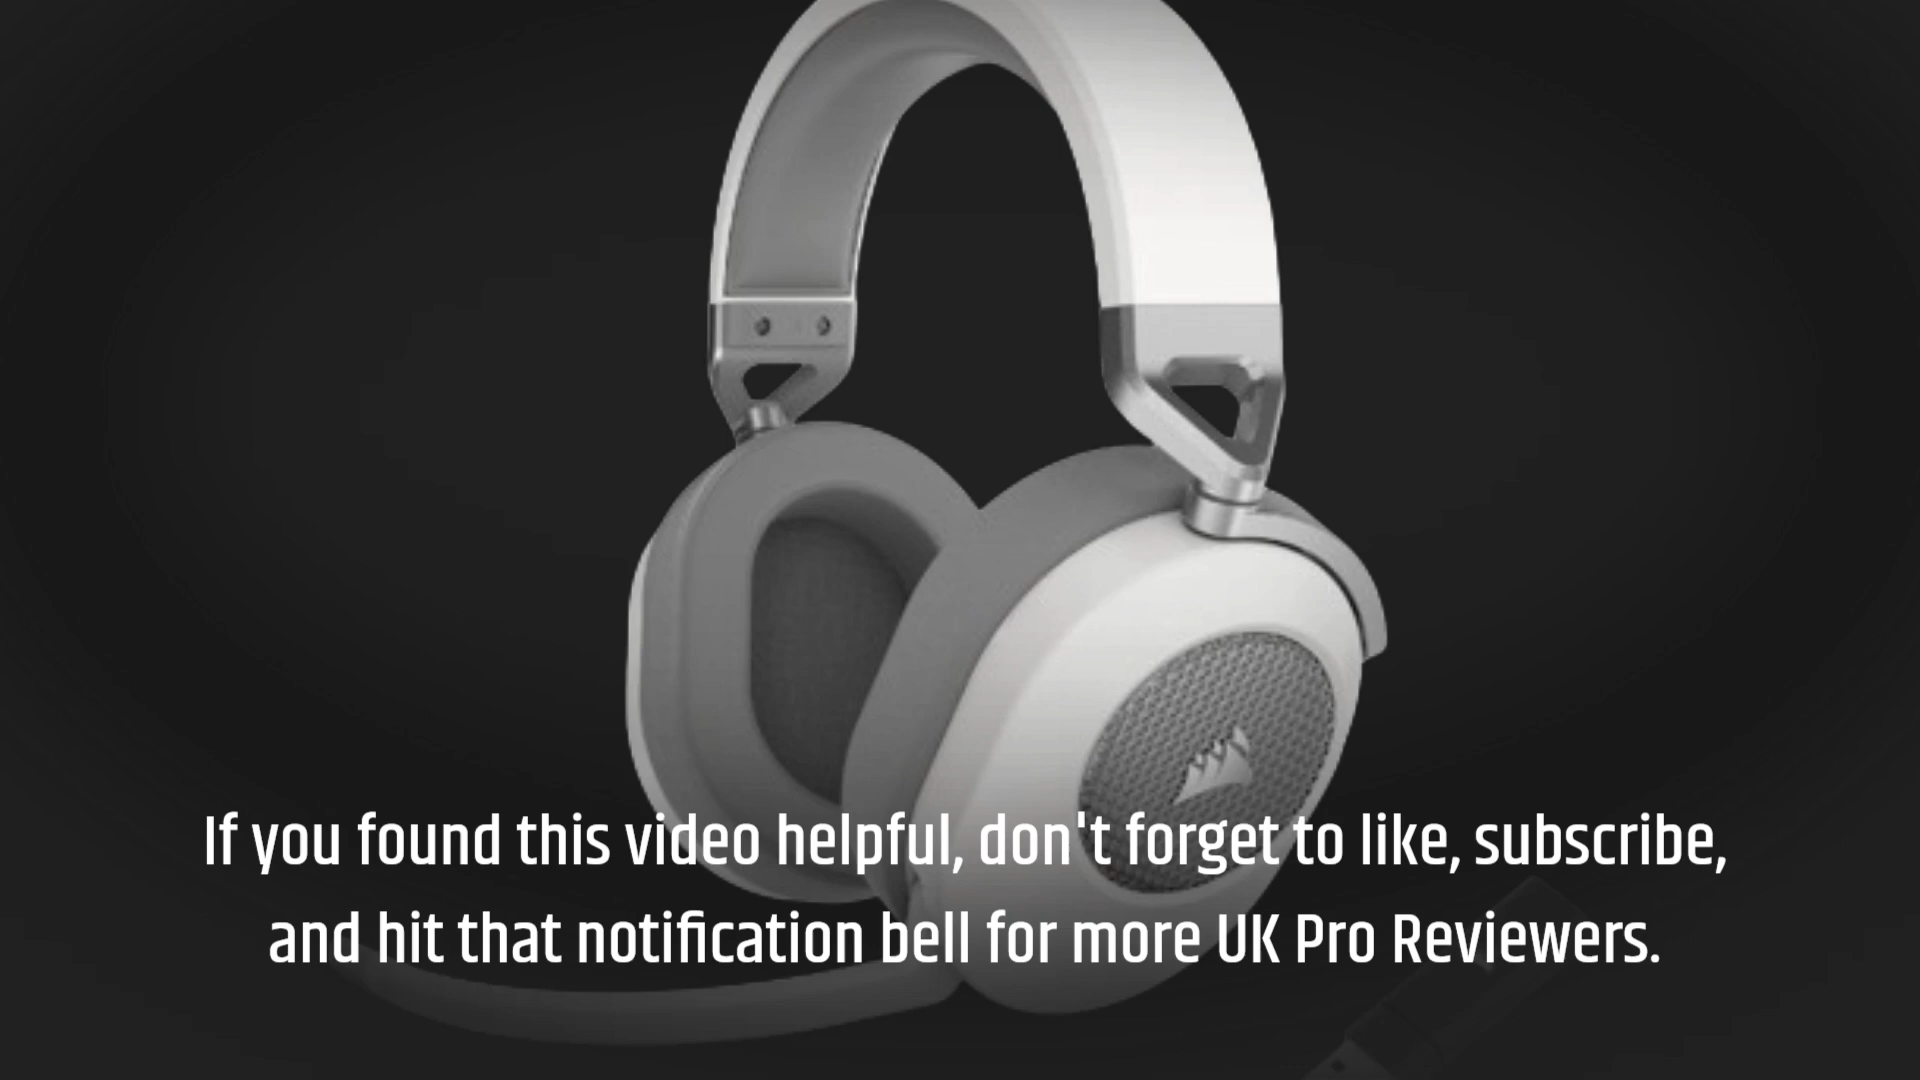 If you found this video helpful, don't forget to like, subscribe,
and hit that notification bell for more UK Pro Reviewers.